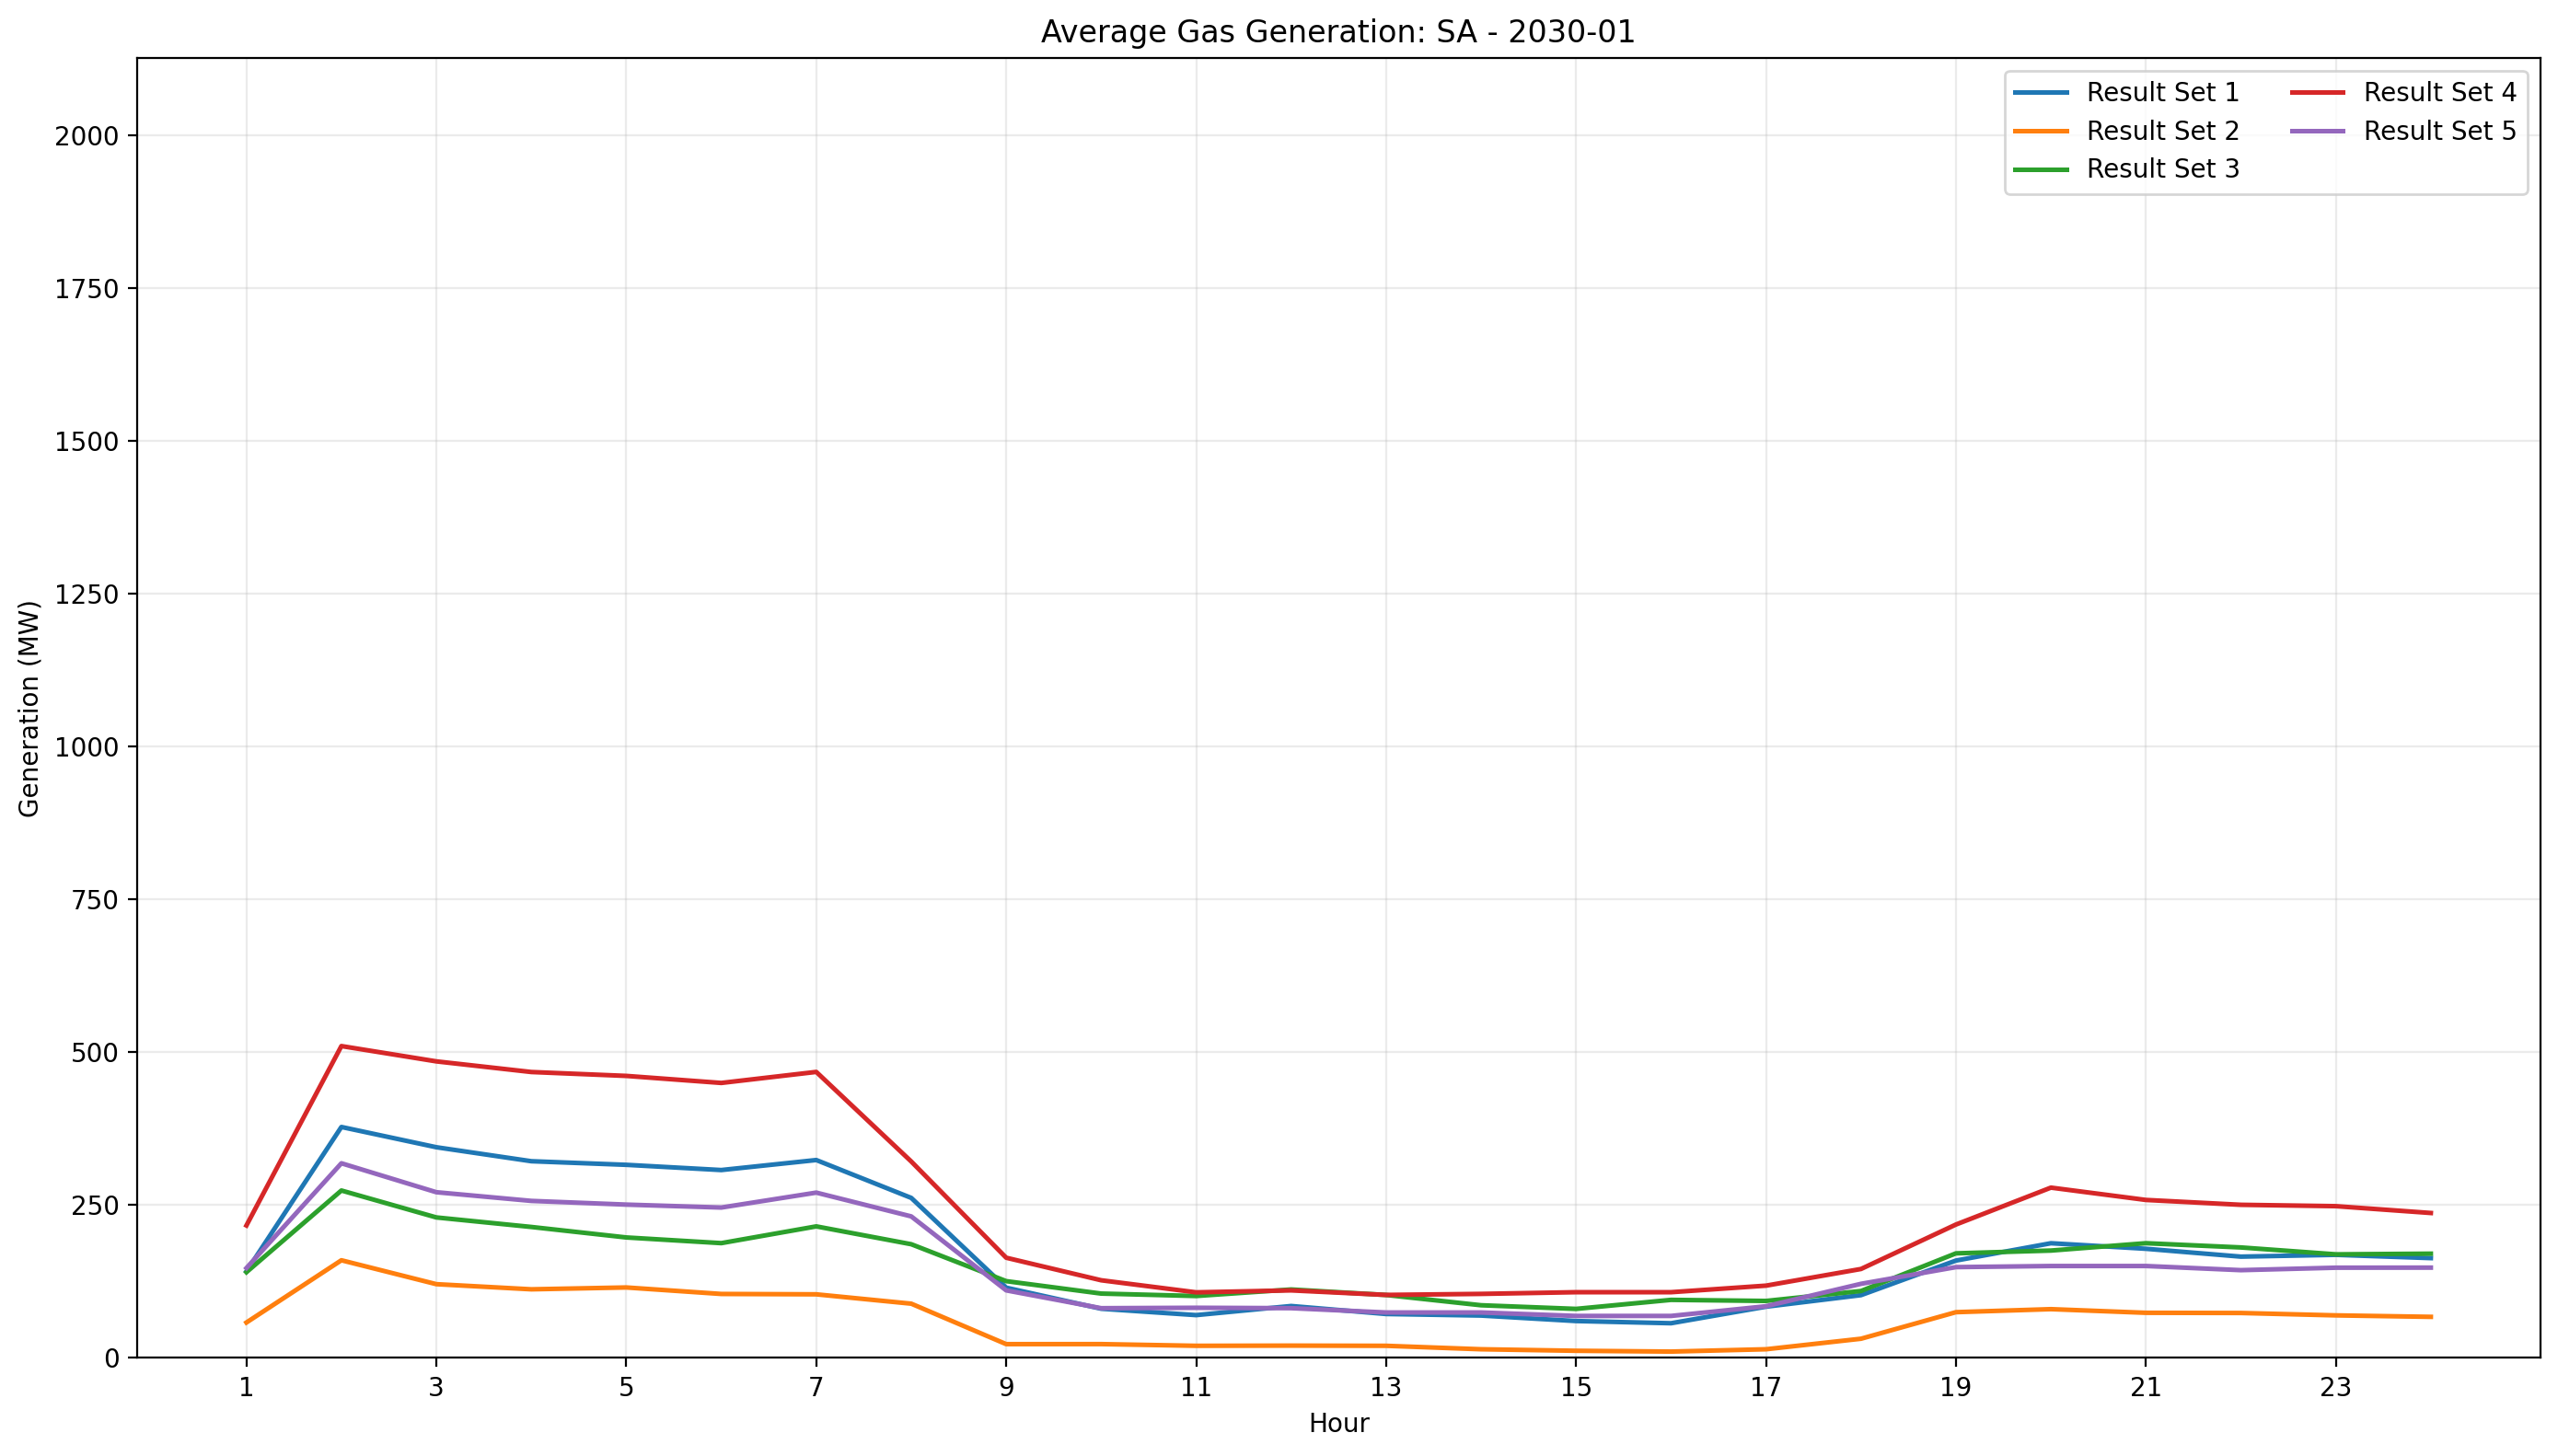 Average Gas Generation: SA - 2030-01
Result Set 1
Result Set 2
Result Set 3
Result Set 4
Result Set 5
Generation (MW)
2000
1750
1500
1250
1000
750
500
250
0
1 3 5 7 9 11 13 15 17 19 21 23
Hour